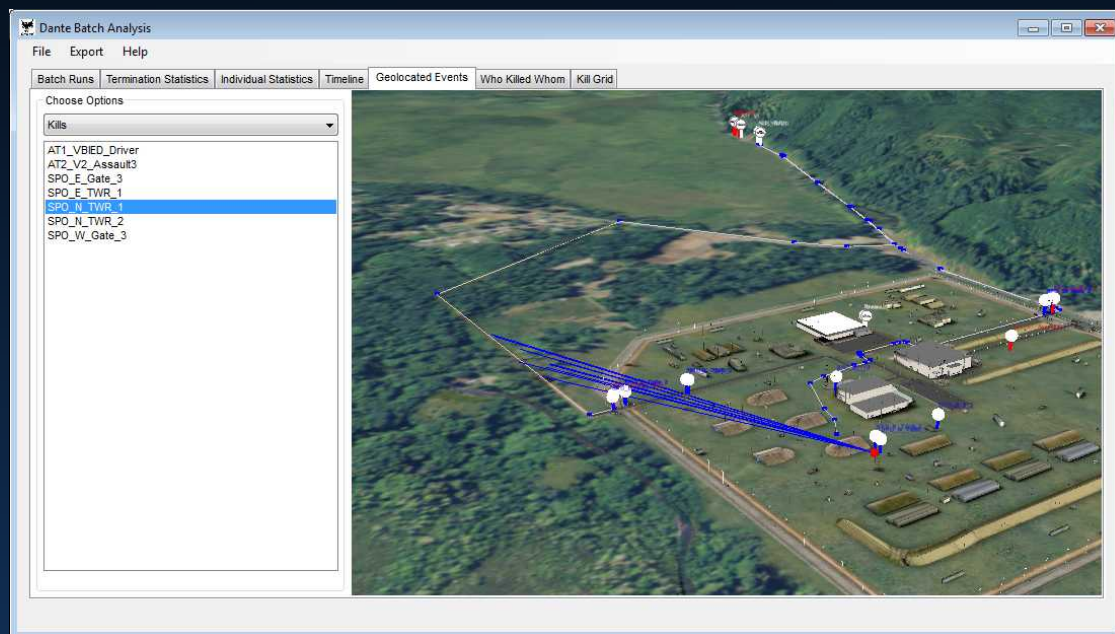 Dante Batch Analysis
File Export Help
Batch Runs Termination Statistics Individual Statistics Timeline Geolocated Events Who Killed Whom Kill Grid
Choose Options
Kills
AT1_VBIED_Driver
AT2_V2_Assault3
SPO_E_Gate_3
SPO_E_TWR_1
SPO_N_TWR_1
SPO_N_TWR_2
SPO_W_Gate_3